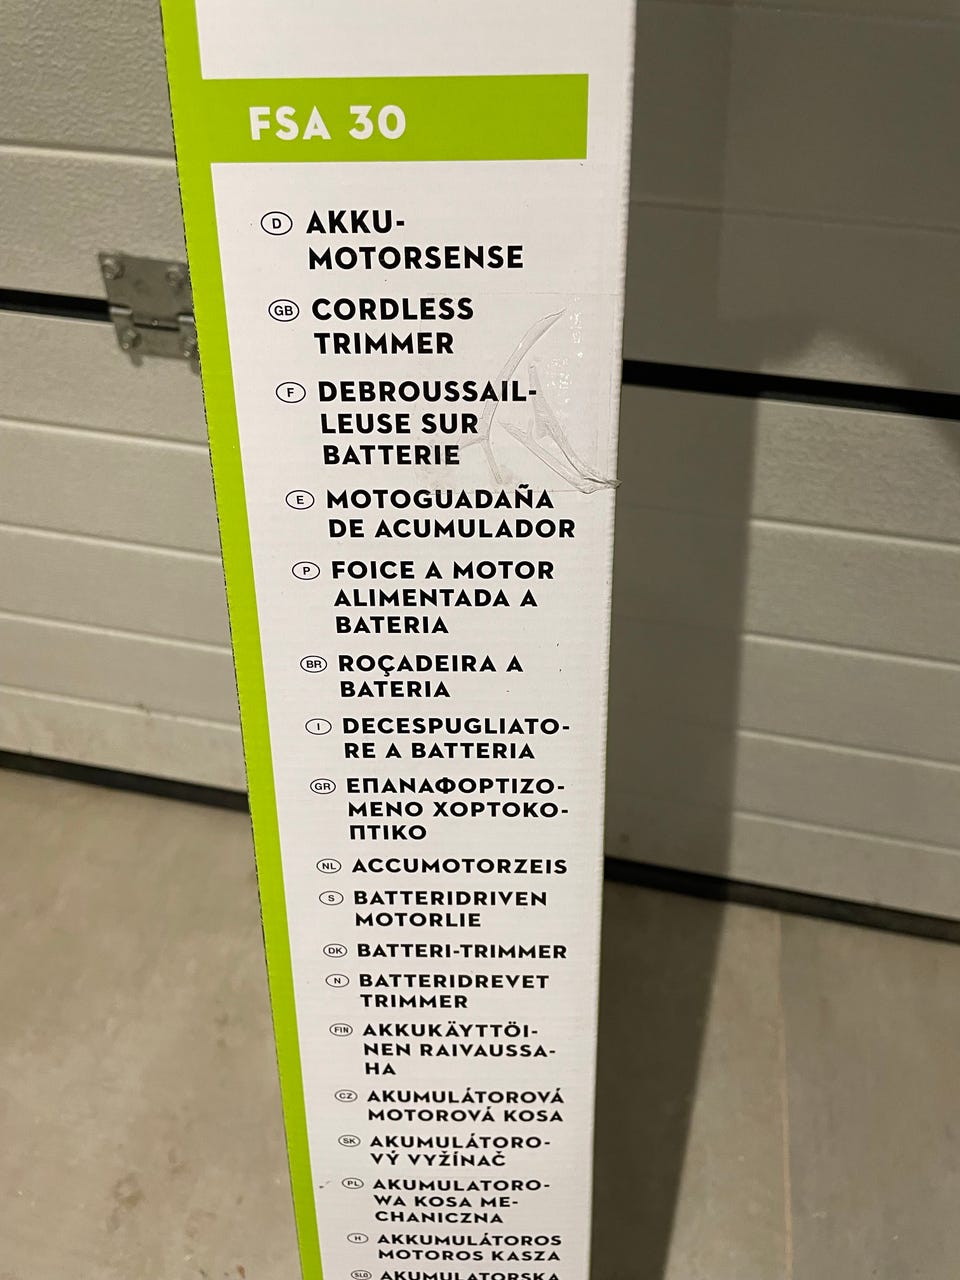 FSA 30
D AKKU-
MOTORSENSE
GB CORDLESS
TRIMMER
F DEBROUSSAIL-
LEUSE SUR
BATTERIE
E MOTOGUADAÑA
DE ACUMULADOR
P FOICE A MOTOR
ALIMENTADA A
BATERIA
BR ROÇADEIRA A
BATERIA
I DECESPUGLIATO-
RE A BATTERIA
GR ΕΠΑΝΑΦΟΡΤΙΖΟ-
ΜΕΝΟ ΧΟΡΤΟΚΟ-
ΠΤΙΚΟ
NL ACCUMOTORZEIS
S BATTERIDRIVEN
MOTORLIE
DK BATTERI-TRIMMER
N BATTERIDREVET
TRIMMER
FIN AKKUKÄYTTÖI-
NEN RAIVAUSSA-
HA
CZ AKUMULÁTOROVÁ
MOTOROVÁ KOSA
SK AKUMULÁTORO-
VÝ VYŽÍNAČ
PL AKUMULATORO-
WA KOSA ME-
CHANICZNA
H AKKUMULÁTOROS
MOTOROS KASZA
SLO AKUMULATORSKA